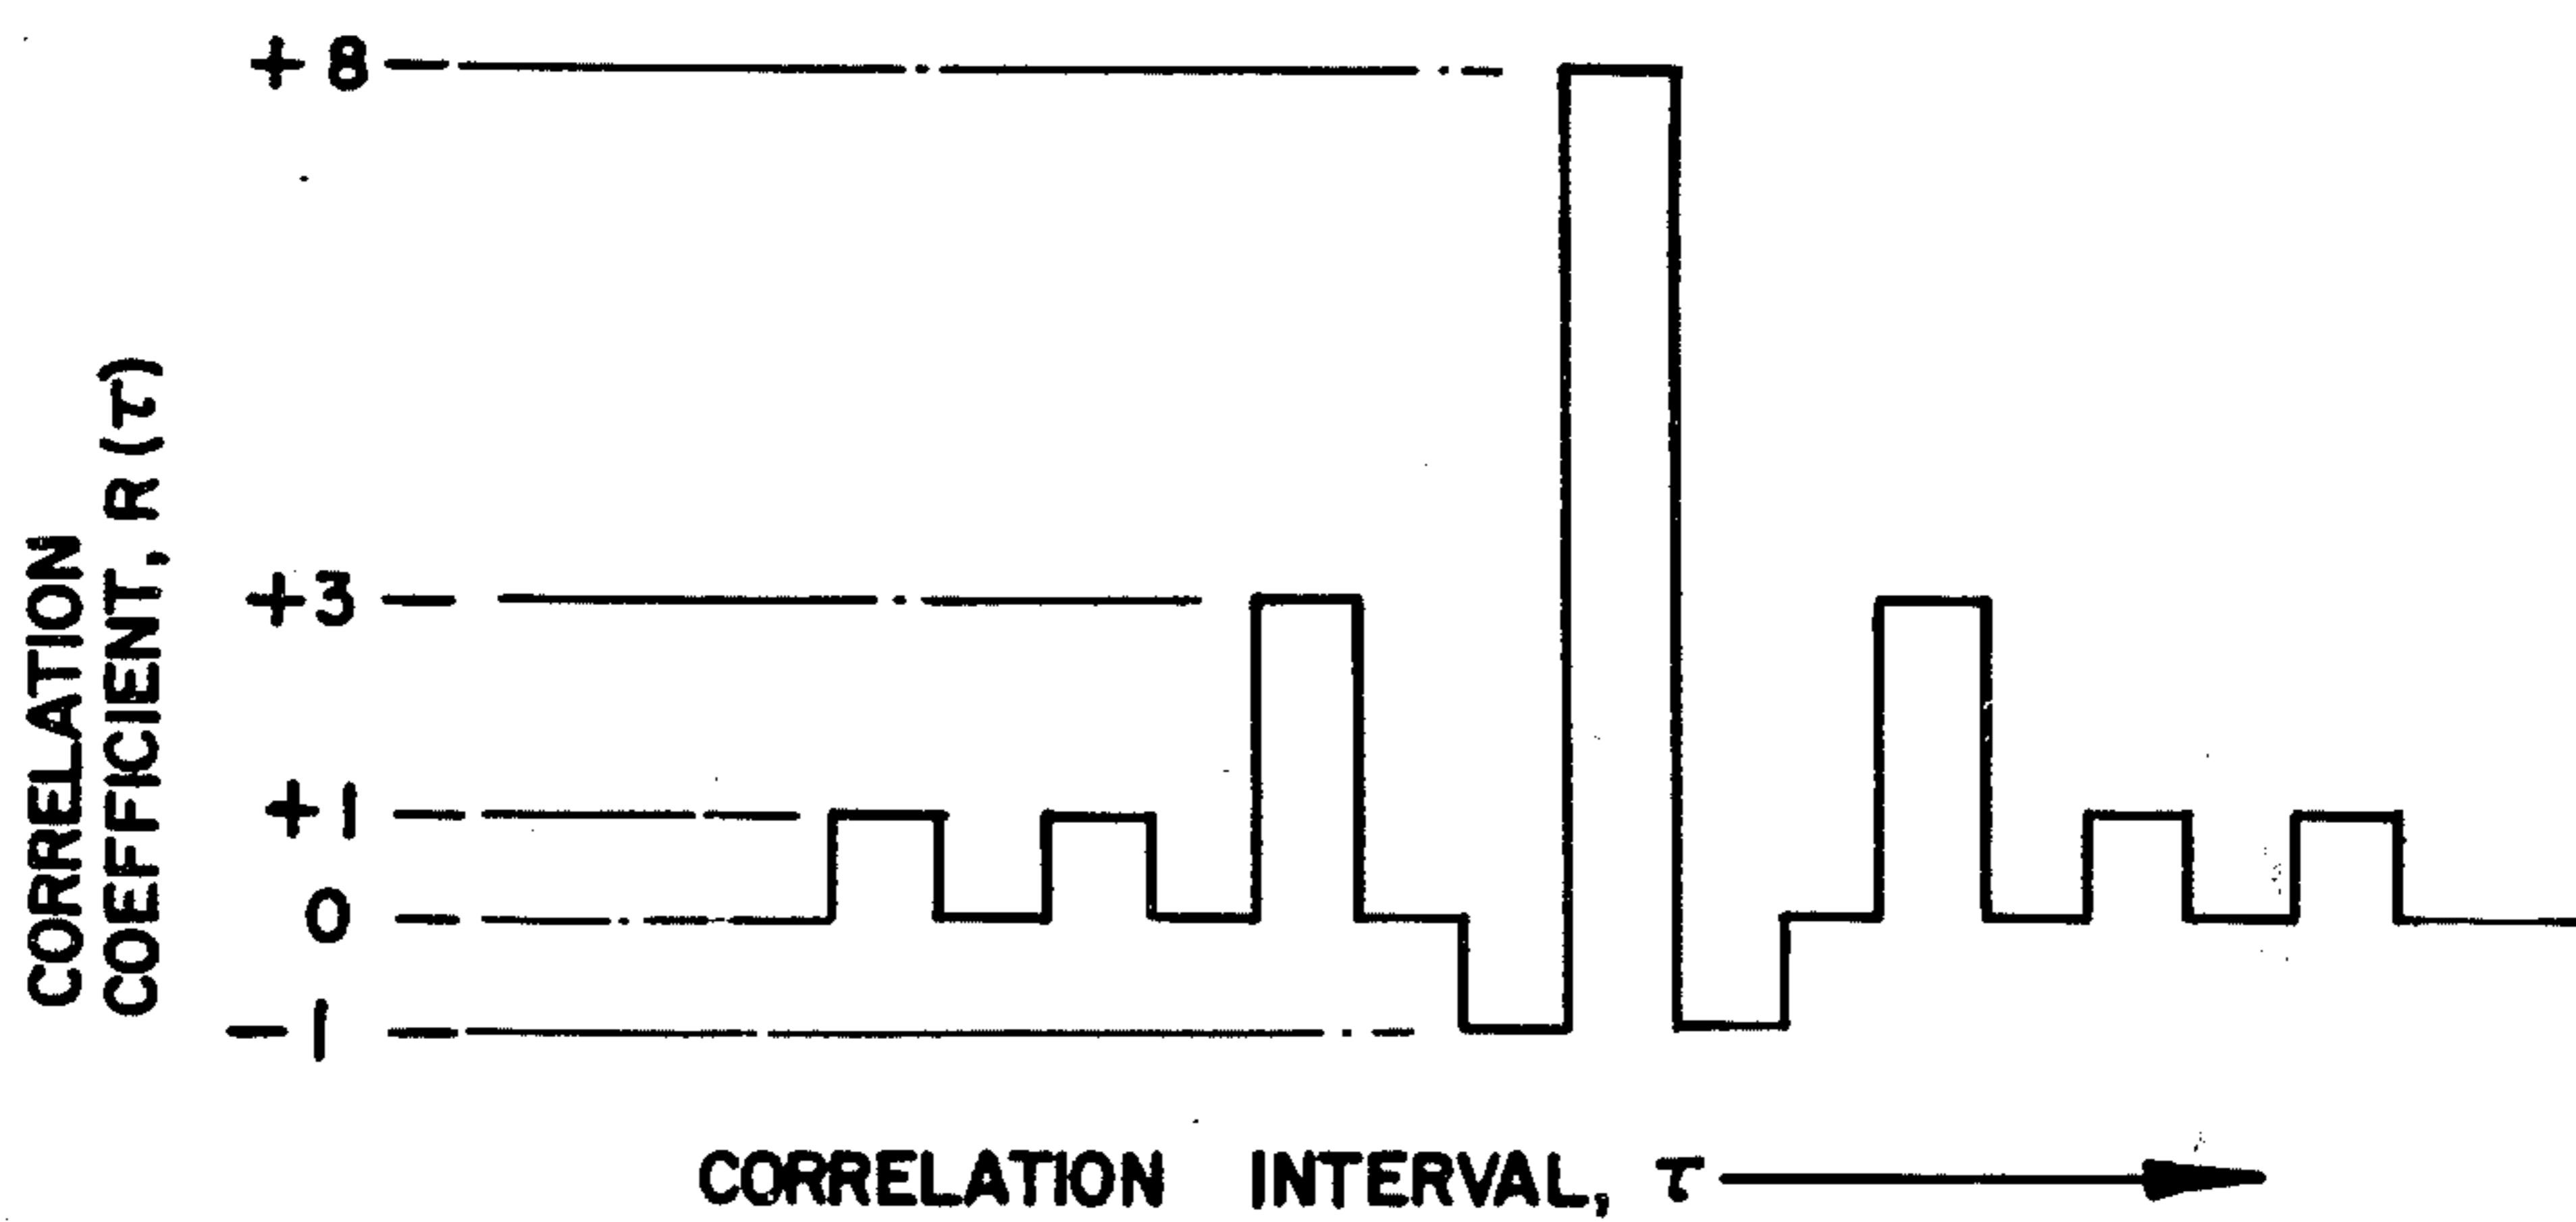 CORRELATION
COEFFICIENT, R (τ)
+8
+3
+1
0
-1
CORRELATION INTERVAL, τ